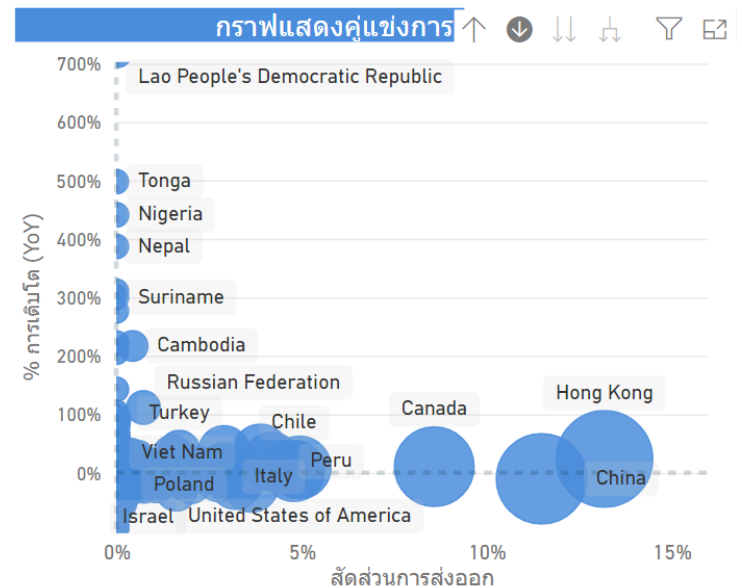 กราฟแสดงคู่แข่งการ
700%
Lao People's Democratic Republic
600%
500%
Tonga
Nigeria
400%
Nepal
300%
Suriname
200%
Cambodia
Russian Federation
100%
Turkey
Chile
Canada
Hong Kong
Viet Nam
Peru
0%
Poland
Italy
China
Israel
United States of America
% การเติบโต (YoY)
0%
5%
10%
15%
สัดส่วนการส่งออก